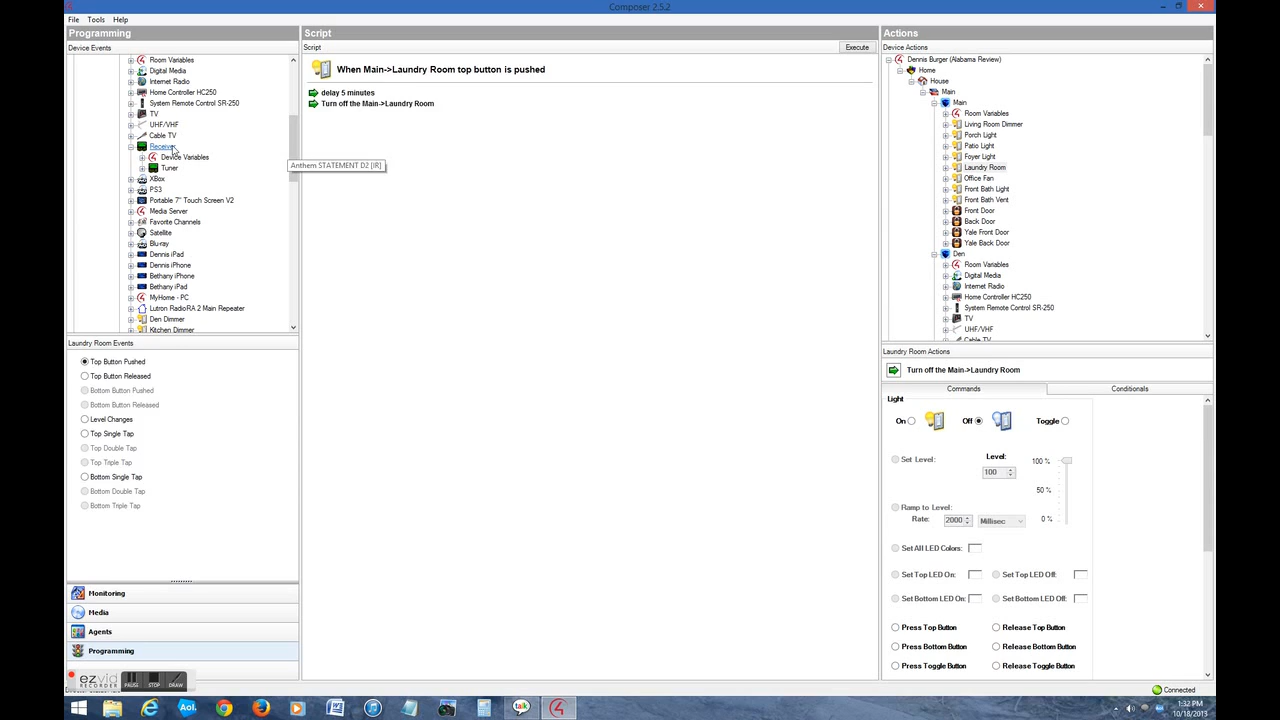 Composer 2.5.2
File Tools Help
Programming
Device Events
Room Variables
Digital Media
Internet Radio
Home Controller HC250
System Remote Control SR-250
TV
UHF/VHF
Cable TV
Receiver
Device Variables
Tuner
XBox
PS3
Portable 7" Touch Screen V2
Media Server
Favorite Channels
Satellite
Blu-ray
Dennis iPad
Dennis iPhone
Bethany iPhone
Bethany iPad
MyHome - PC
Lutron RadioRA 2 Main Repeater
Den Dimmer
Kitchen Dimmer
Anthem STATEMENT D2 [IR]
Laundry Room Events
Top Button Pushed
Top Button Released
Bottom Button Pushed
Bottom Button Released
Level Changes
Top Single Tap
Top Double Tap
Top Triple Tap
Bottom Single Tap
Bottom Double Tap
Bottom Triple Tap
Monitoring
Media
Agents
Programming
Script
Script
Execute
When Main->Laundry Room top button is pushed
delay 5 minutes
Turn off the Main->Laundry Room
Actions
Device Actions
Dennis Burger (Alabama Review)
Home
House
Main
Main
Room Variables
Living Room Dimmer
Porch Light
Patio Light
Foyer Light
Laundry Room
Office Fan
Front Bath Light
Front Bath Vent
Front Door
Back Door
Yale Front Door
Yale Back Door
Den
Room Variables
Digital Media
Internet Radio
Home Controller HC250
System Remote Control SR-250
TV
UHF/VHF
Cable TV
Laundry Room Actions
Turn off the Main->Laundry Room
Commands Conditionals
Light
On Off Toggle
Set Level: Level: 100 100 %
50 %
0 %
Ramp to Level:
Rate: 2000 Millisec
Set All LED Colors:
Set Top LED On: Set Top LED Off:
Set Bottom LED On: Set Bottom LED Off:
Press Top Button Release Top Button
Press Bottom Button Release Bottom Button
Press Toggle Button Release Toggle Button
Connected
ezvid
RECORDER
PAUSE STOP DRAW
Aol.
talk
1:32 PM
10/18/2013